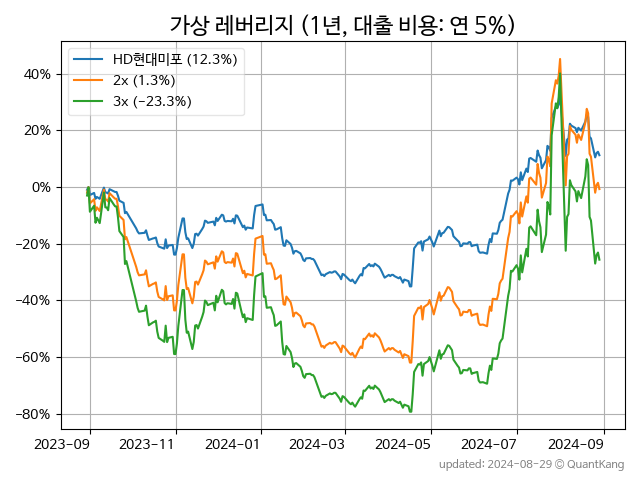 가상 레버리지 (1년, 대출 비용: 연 5%)
HD현대미포 (12.3%)
2x (1.3%)
3x (−23.3%)
40%
20%
0%
−20%
−40%
−60%
−80%
2023-09 2023-11 2024-01 2024-03 2024-05 2024-07 2024-09
updated: 2024-08-29 © QuantKang